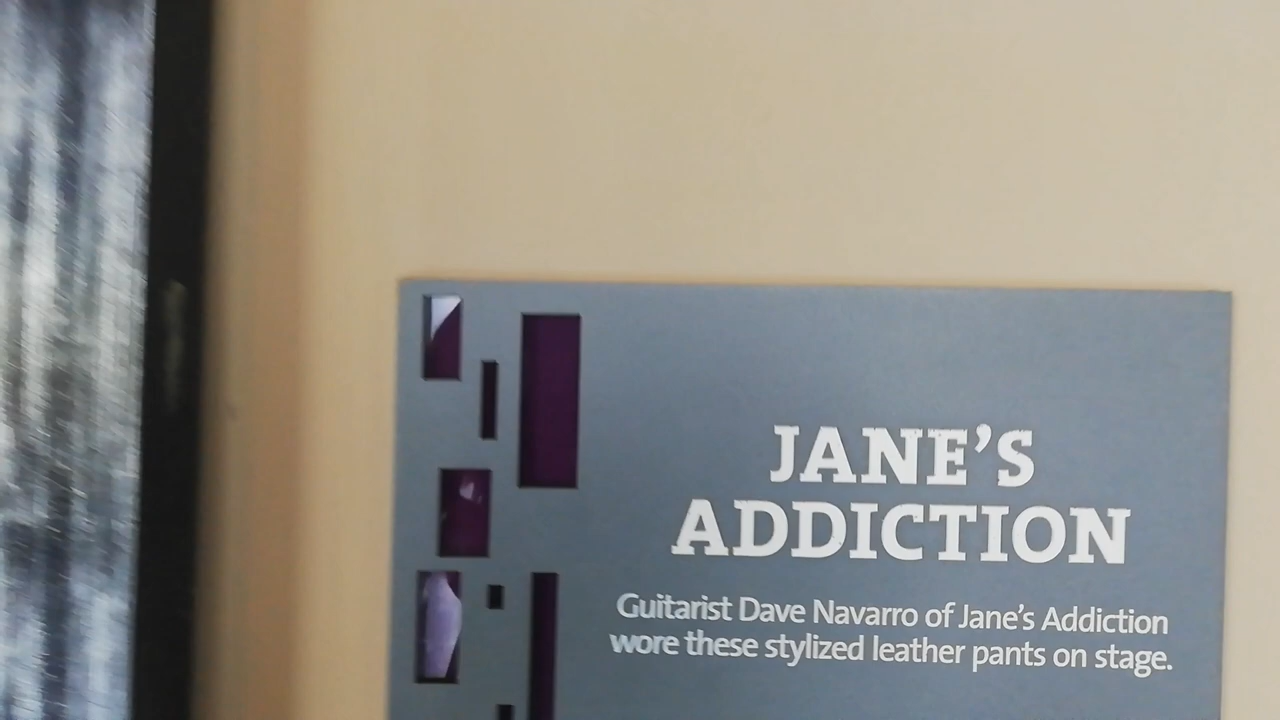 JANE'S
ADDICTION
Guitarist Dave Navarro of Jane's Addiction
wore these stylized leather pants on stage.